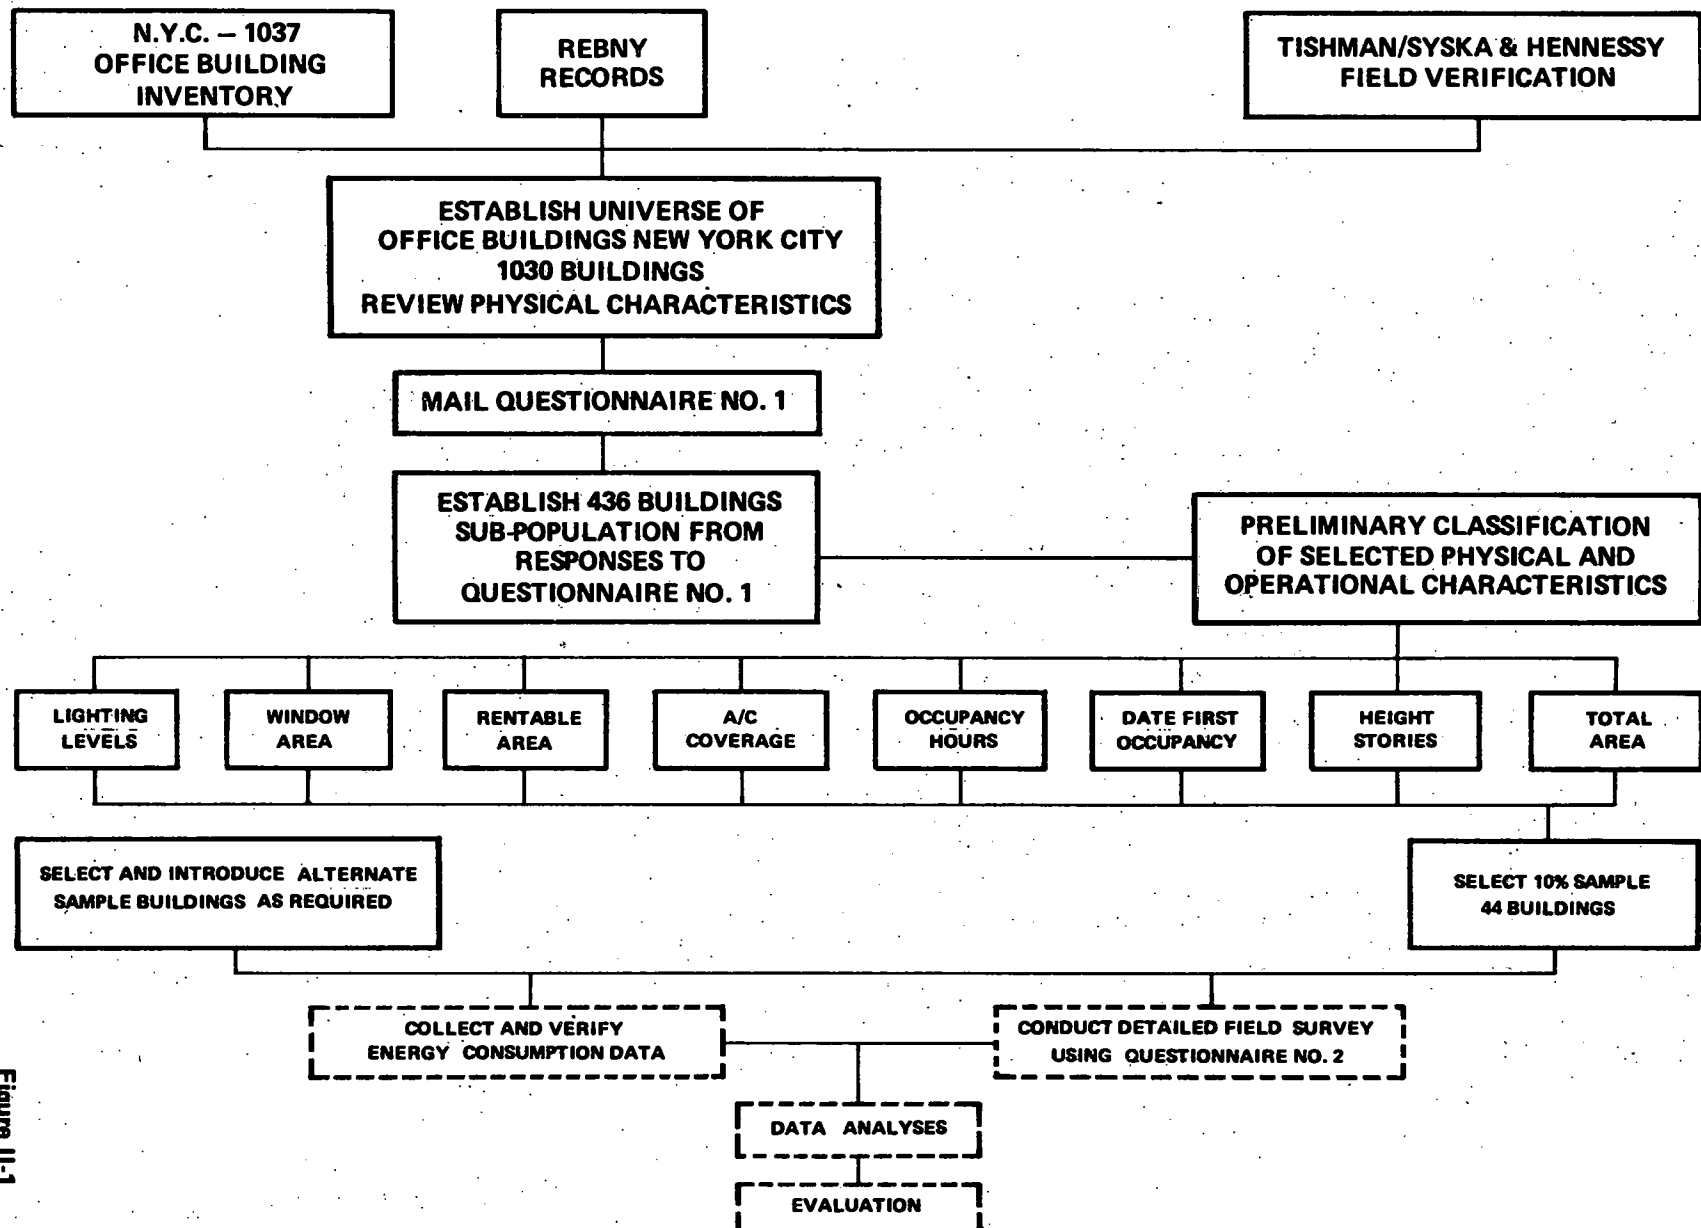 N.Y.C. – 1037
OFFICE BUILDING
INVENTORY
REBNY
RECORDS
TISHMAN/SYSKA & HENNESSY
FIELD VERIFICATION
ESTABLISH UNIVERSE OF
OFFICE BUILDINGS NEW YORK CITY
1030 BUILDINGS
REVIEW PHYSICAL CHARACTERISTICS
MAIL QUESTIONNAIRE NO. 1
ESTABLISH 436 BUILDINGS
SUB-POPULATION FROM
RESPONSES TO
QUESTIONNAIRE NO. 1
PRELIMINARY CLASSIFICATION
OF SELECTED PHYSICAL AND
OPERATIONAL CHARACTERISTICS
LIGHTING
LEVELS
WINDOW
AREA
RENTABLE
AREA
A/C
COVERAGE
OCCUPANCY
HOURS
DATE FIRST
OCCUPANCY
HEIGHT
STORIES
TOTAL
AREA
SELECT AND INTRODUCE ALTERNATE
SAMPLE BUILDINGS AS REQUIRED
SELECT 10% SAMPLE
44 BUILDINGS
COLLECT AND VERIFY
ENERGY CONSUMPTION DATA
CONDUCT DETAILED FIELD SURVEY
USING QUESTIONNAIRE NO. 2
DATA ANALYSES
EVALUATION
Figure II-1